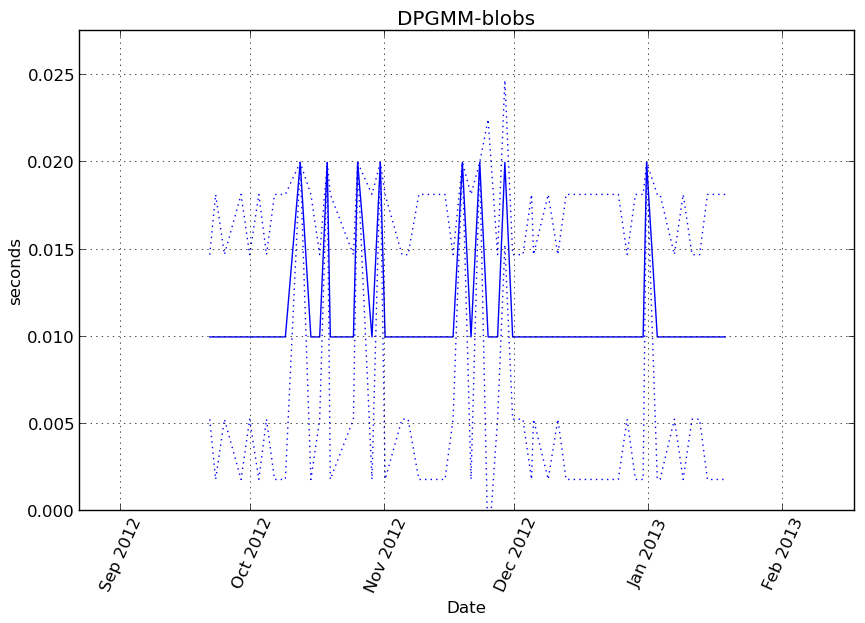 DPGMM-blobs
0.025
0.020
0.015
0.010
0.005
0.000
seconds
Sep 2012
Oct 2012
Nov 2012
Dec 2012
Jan 2013
Feb 2013
Date